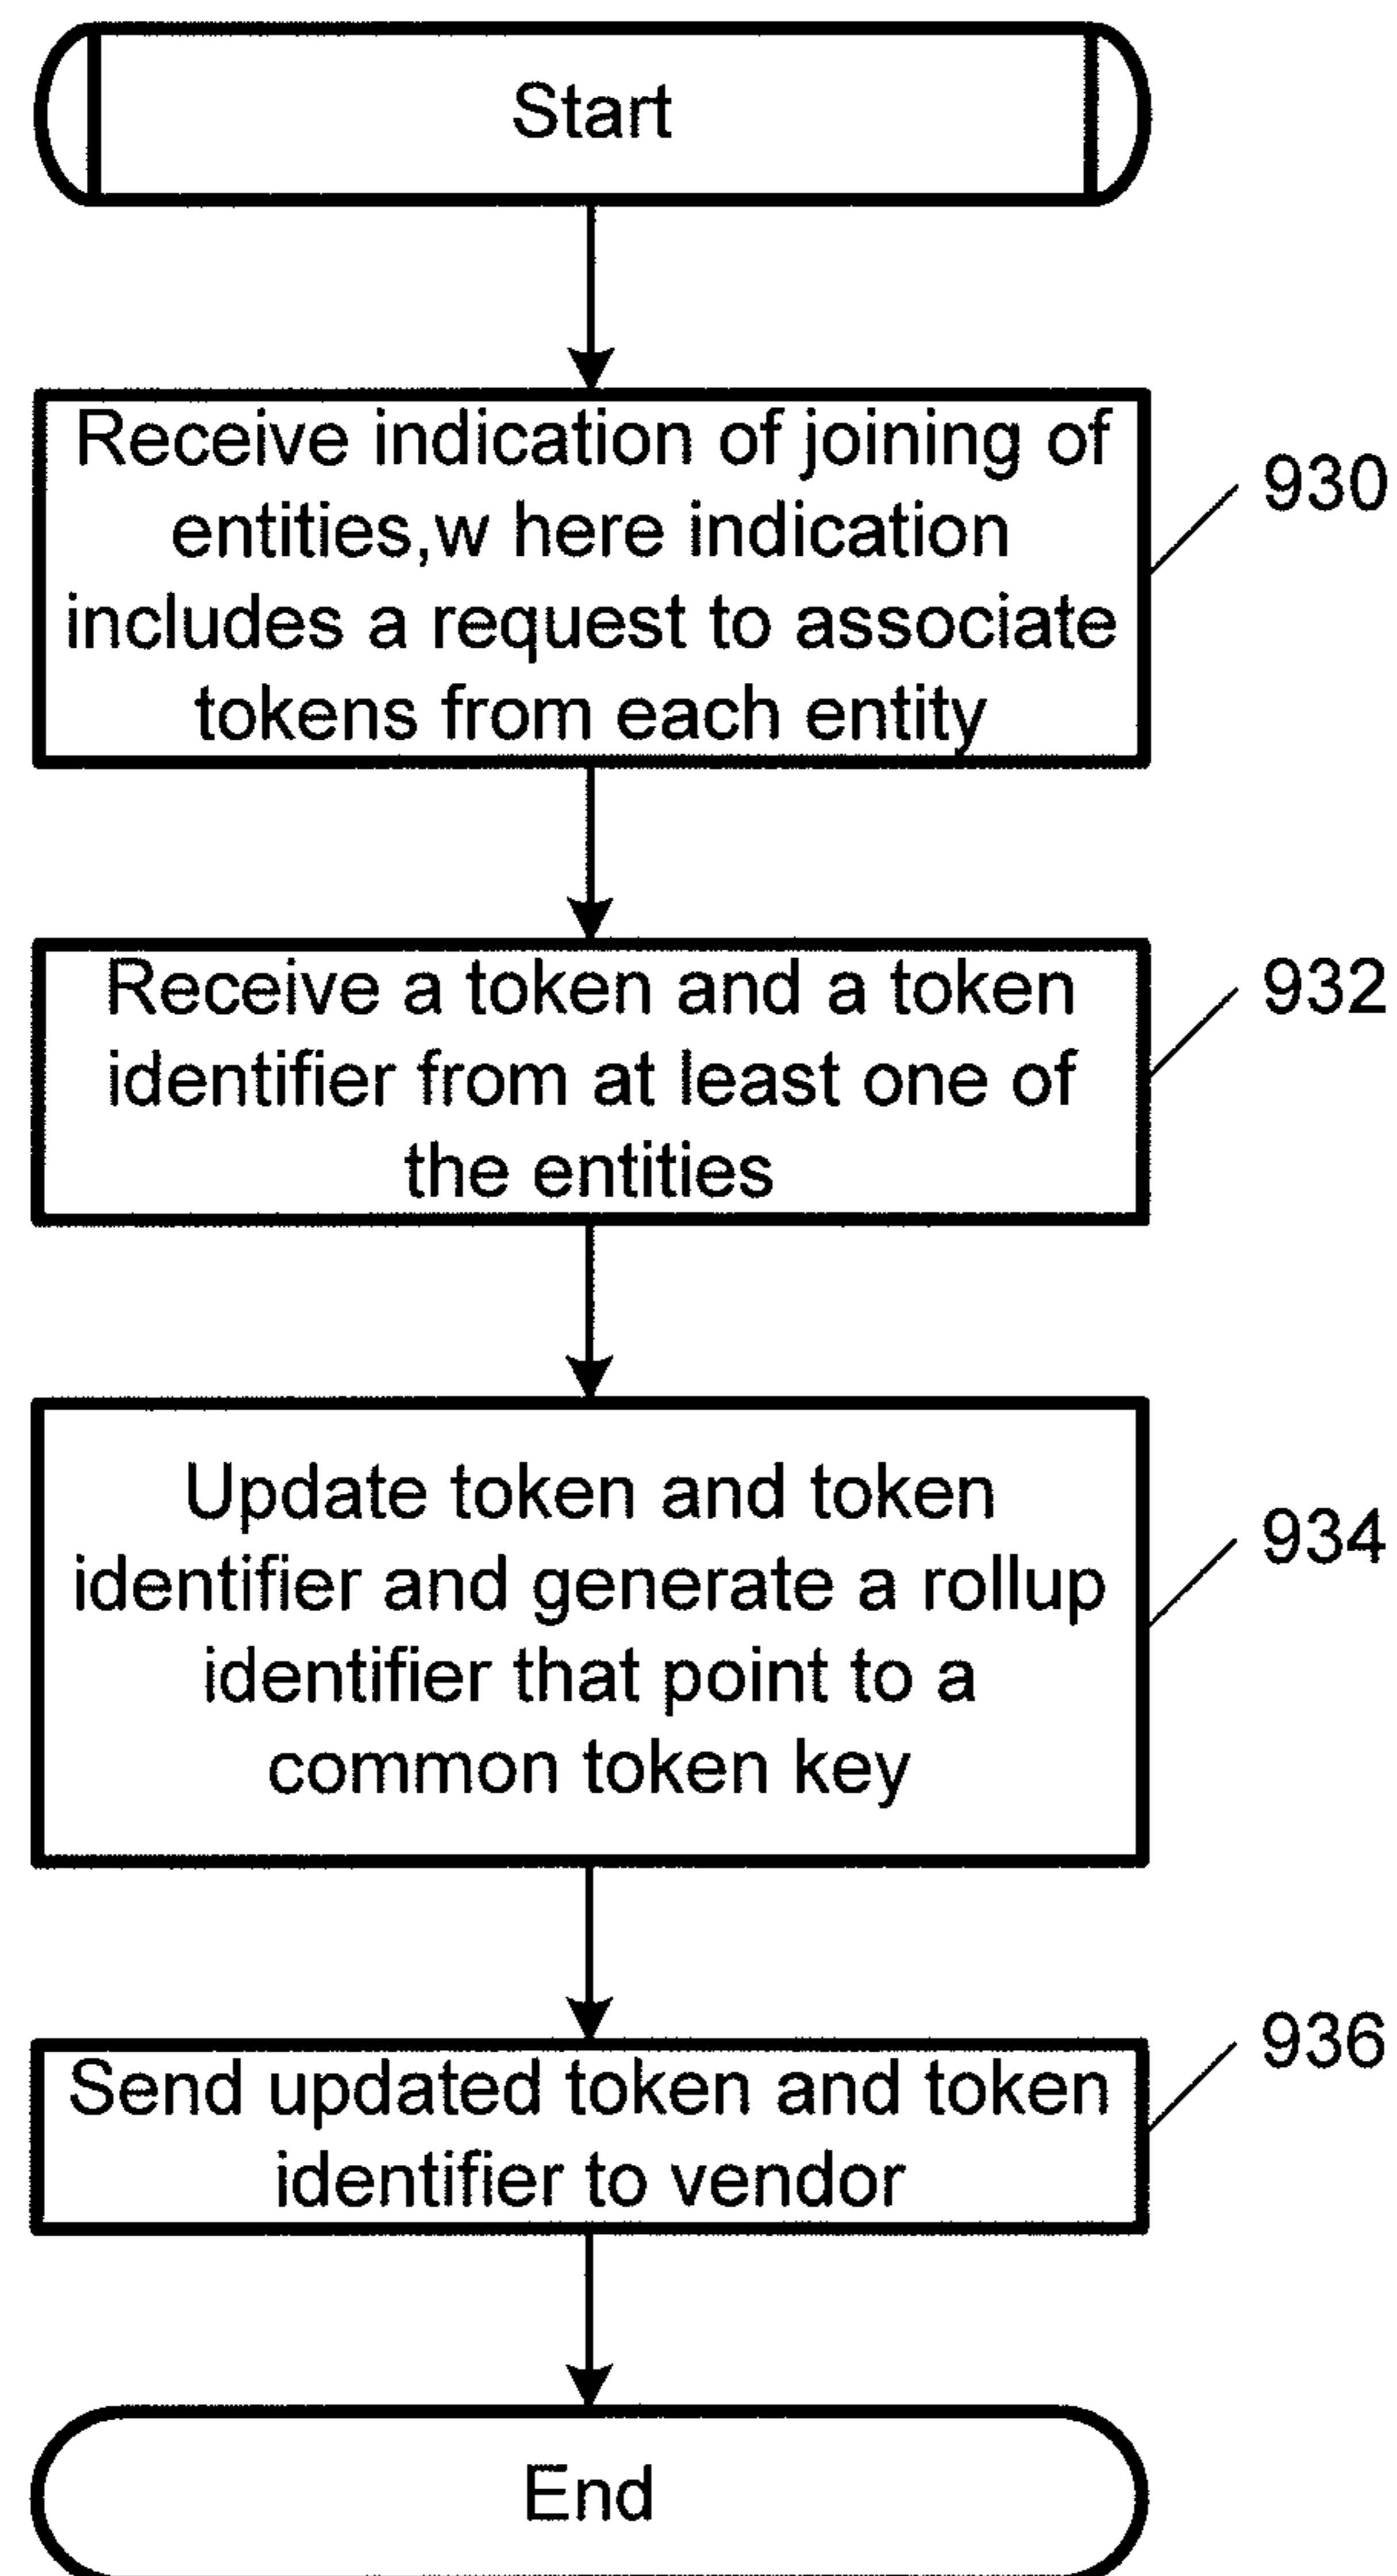 Start
Receive indication of joining of
entities,w here indication
includes a request to associate
tokens from each entity
930
Receive a token and a token
identifier from at least one of
the entities
932
Update token and token
identifier and generate a rollup
identifier that point to a
common token key
934
Send updated token and token
identifier to vendor
936
End